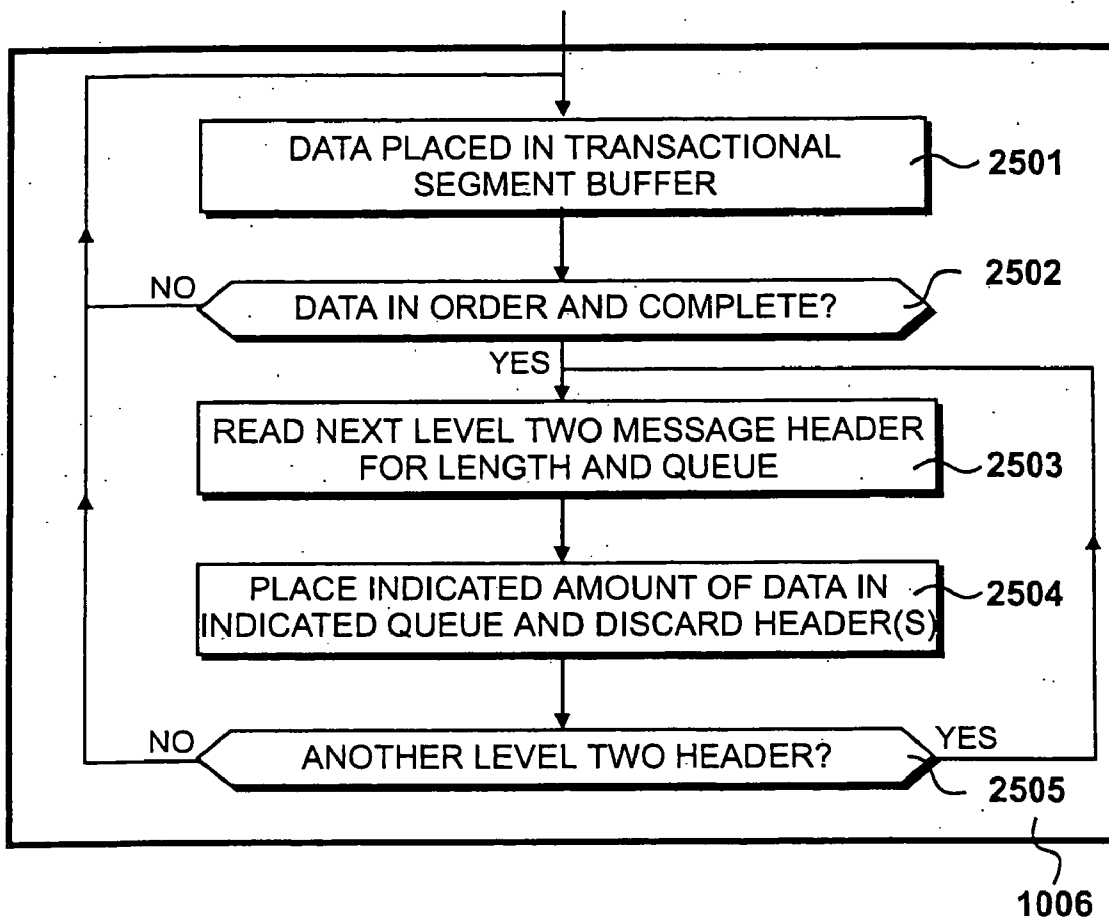 DATA PLACED IN TRANSACTIONAL
SEGMENT BUFFER
2501
2502
NO
DATA IN ORDER AND COMPLETE?
YES
READ NEXT LEVEL TWO MESSAGE HEADER
FOR LENGTH AND QUEUE
2503
PLACE INDICATED AMOUNT OF DATA IN
INDICATED QUEUE AND DISCARD HEADER(S)
2504
NO
ANOTHER LEVEL TWO HEADER?
YES
2505
1006